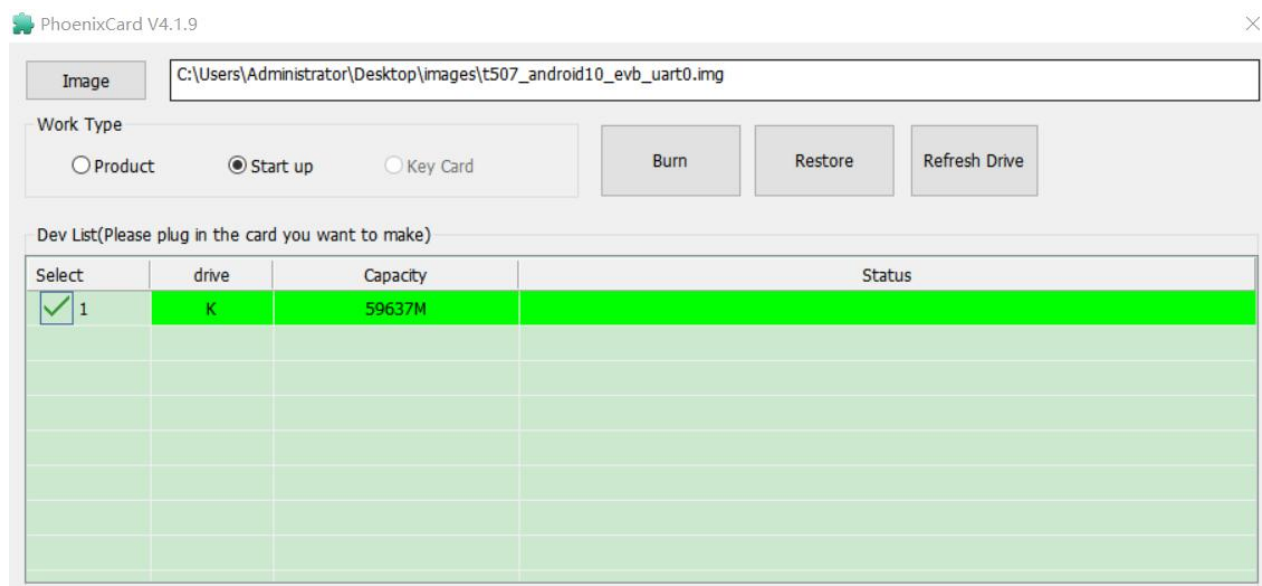 PhoenixCard V4.1.9
Image C:\Users\Administrator\Desktop\images\t507_android10_evb_uart0.img
Work Type
Product Start up Key Card Burn Restore Refresh Drive
Dev List(Please plug in the card you want to make)
Select drive Capacity Status
1 K 59637M